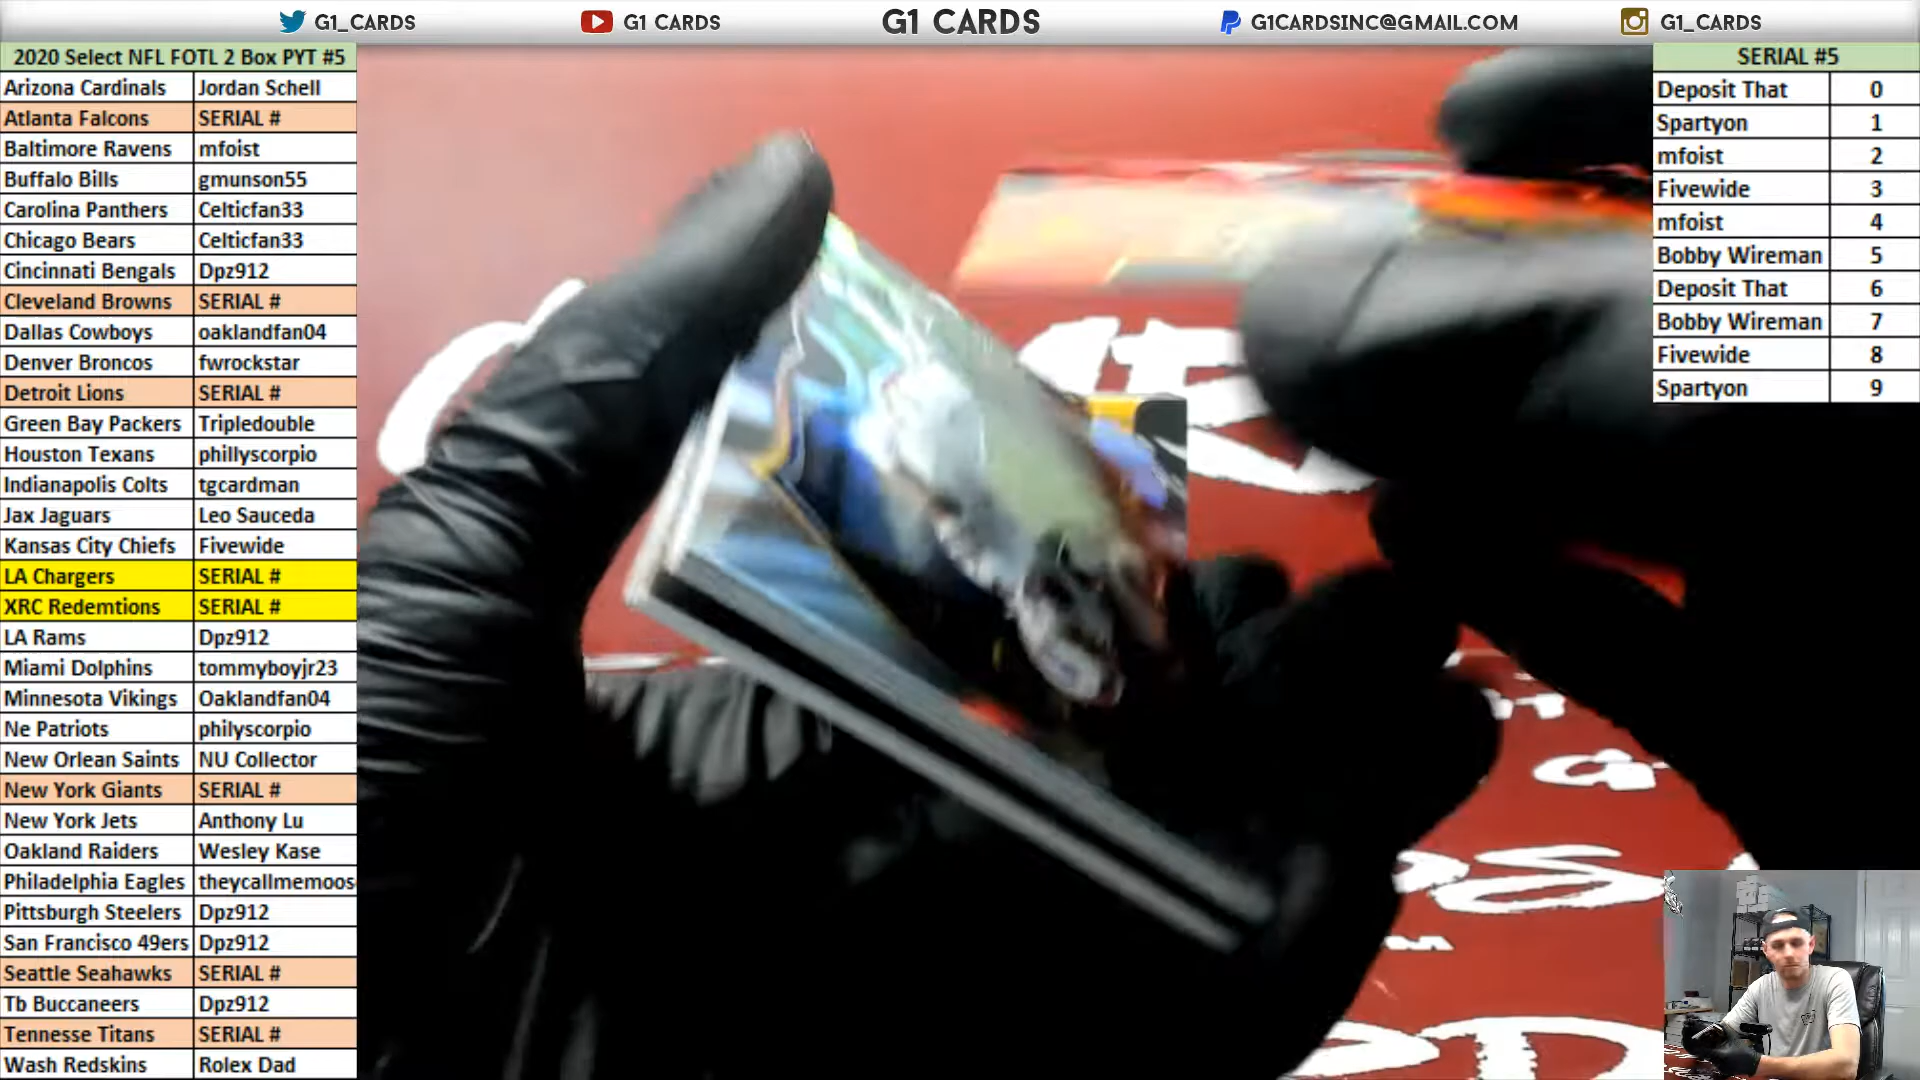 G1_CARDS G1 CARDS G1 CARDS G1CARDSINC@GMAIL.COM G1_CARDS
2020 Select NFL FOTL 2 Box PYT #5
Arizona Cardinals Jordan Schell
Atlanta Falcons SERIAL #
Baltimore Ravens mfoist
Buffalo Bills gmunson55
Carolina Panthers Celticfan33
Chicago Bears Celticfan33
Cincinnati Bengals Dpz912
Cleveland Browns SERIAL #
Dallas Cowboys oaklandfan04
Denver Broncos fwrockstar
Detroit Lions SERIAL #
Green Bay Packers Tripledouble
Houston Texans phillyscorpio
Indianapolis Colts tgcardman
Jax Jaguars Leo Sauceda
Kansas City Chiefs Fivewide
LA Chargers SERIAL #
XRC Redemtions SERIAL #
LA Rams Dpz912
Miami Dolphins tommyboyjr23
Minnesota Vikings Oaklandfan04
Ne Patriots philyscorpio
New Orlean Saints NU Collector
New York Giants SERIAL #
New York Jets Anthony Lu
Oakland Raiders Wesley Kase
Philadelphia Eagles theycallmemoos
Pittsburgh Steelers Dpz912
San Francisco 49ers Dpz912
Seattle Seahawks SERIAL #
Tb Buccaneers Dpz912
Tennesse Titans SERIAL #
Wash Redskins Rolex Dad
SERIAL #5
Deposit That 0
Spartyon 1
mfoist 2
Fivewide 3
mfoist 4
Bobby Wireman 5
Deposit That 6
Bobby Wireman 7
Fivewide 8
Spartyon 9